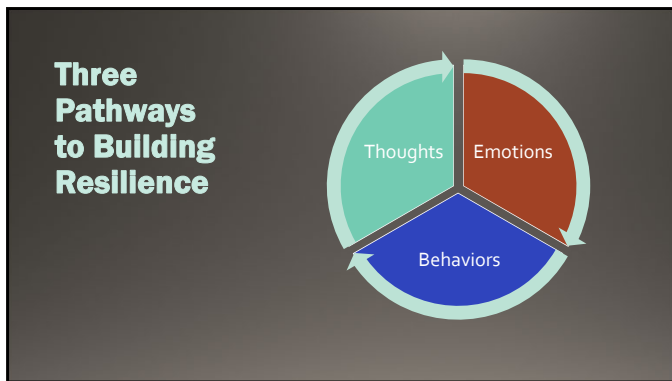 Three
Pathways
to Building
Resilience
Thoughts
Emotions
Behaviors